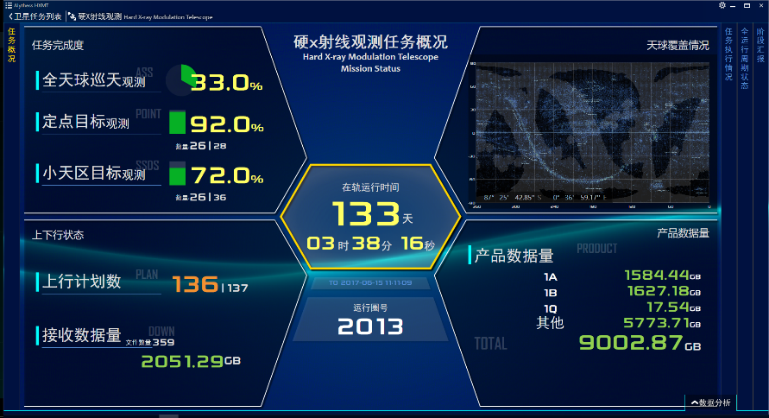 Mythess HXMT
卫星任务列表 硬X射线观测 Hard X-ray Modulation Telescope
任务概况
任务完成度
全天球巡天观测
ASS
33.0%
定点目标观测
POINT
92.0%
数量 26 | 28
小天区目标观测
SSOS
72.0%
数量 26 | 36
硬x射线观测任务概况
Hard X-ray Modulation Telescope
Mission Status
天球覆盖情况
在轨运行时间
133天
03时38分16秒
TO 2017-06-15 11:11:09
运行圈号
2013
上下行状态
上行计划数
PLAN
136 | 137
接收数据量
DOWN
文件数量 359
2051.29GB
产品数据量
产品数据量
PRODUCT
1A 1584.44GB
1B 1627.18GB
1Q 17.54GB
其他 5773.71GB
TOTAL 9002.87GB
任务执行情况
全运行周期状态
阶段汇报
数据分析